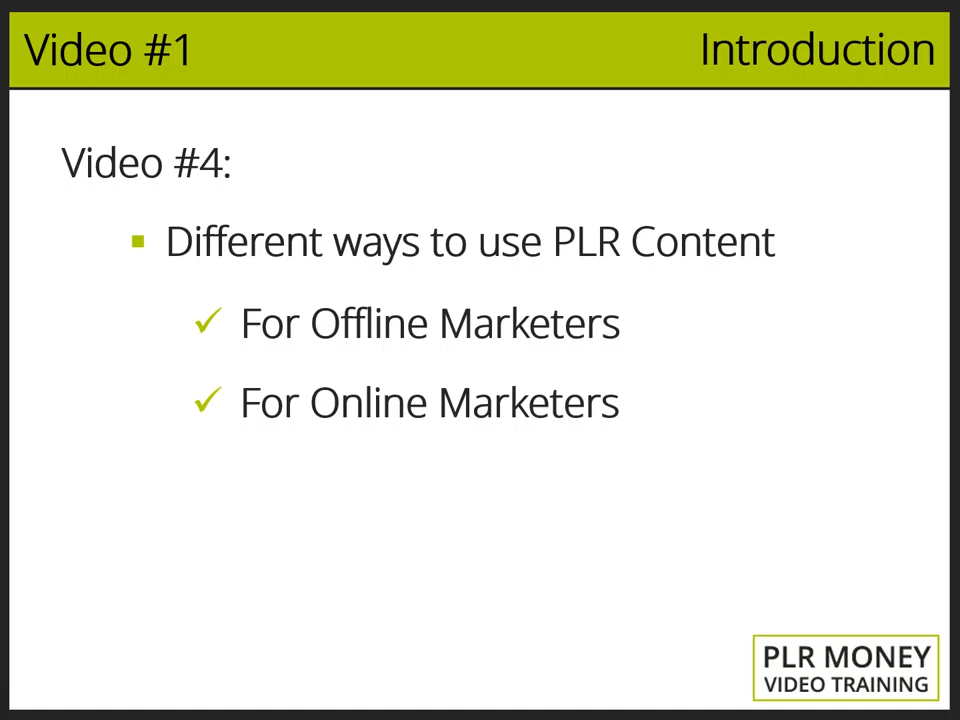 Video #1
Introduction
Video #4:
Different ways to use PLR Content
For Offline Marketers
For Online Marketers
PLR MONEY
VIDEO TRAINING